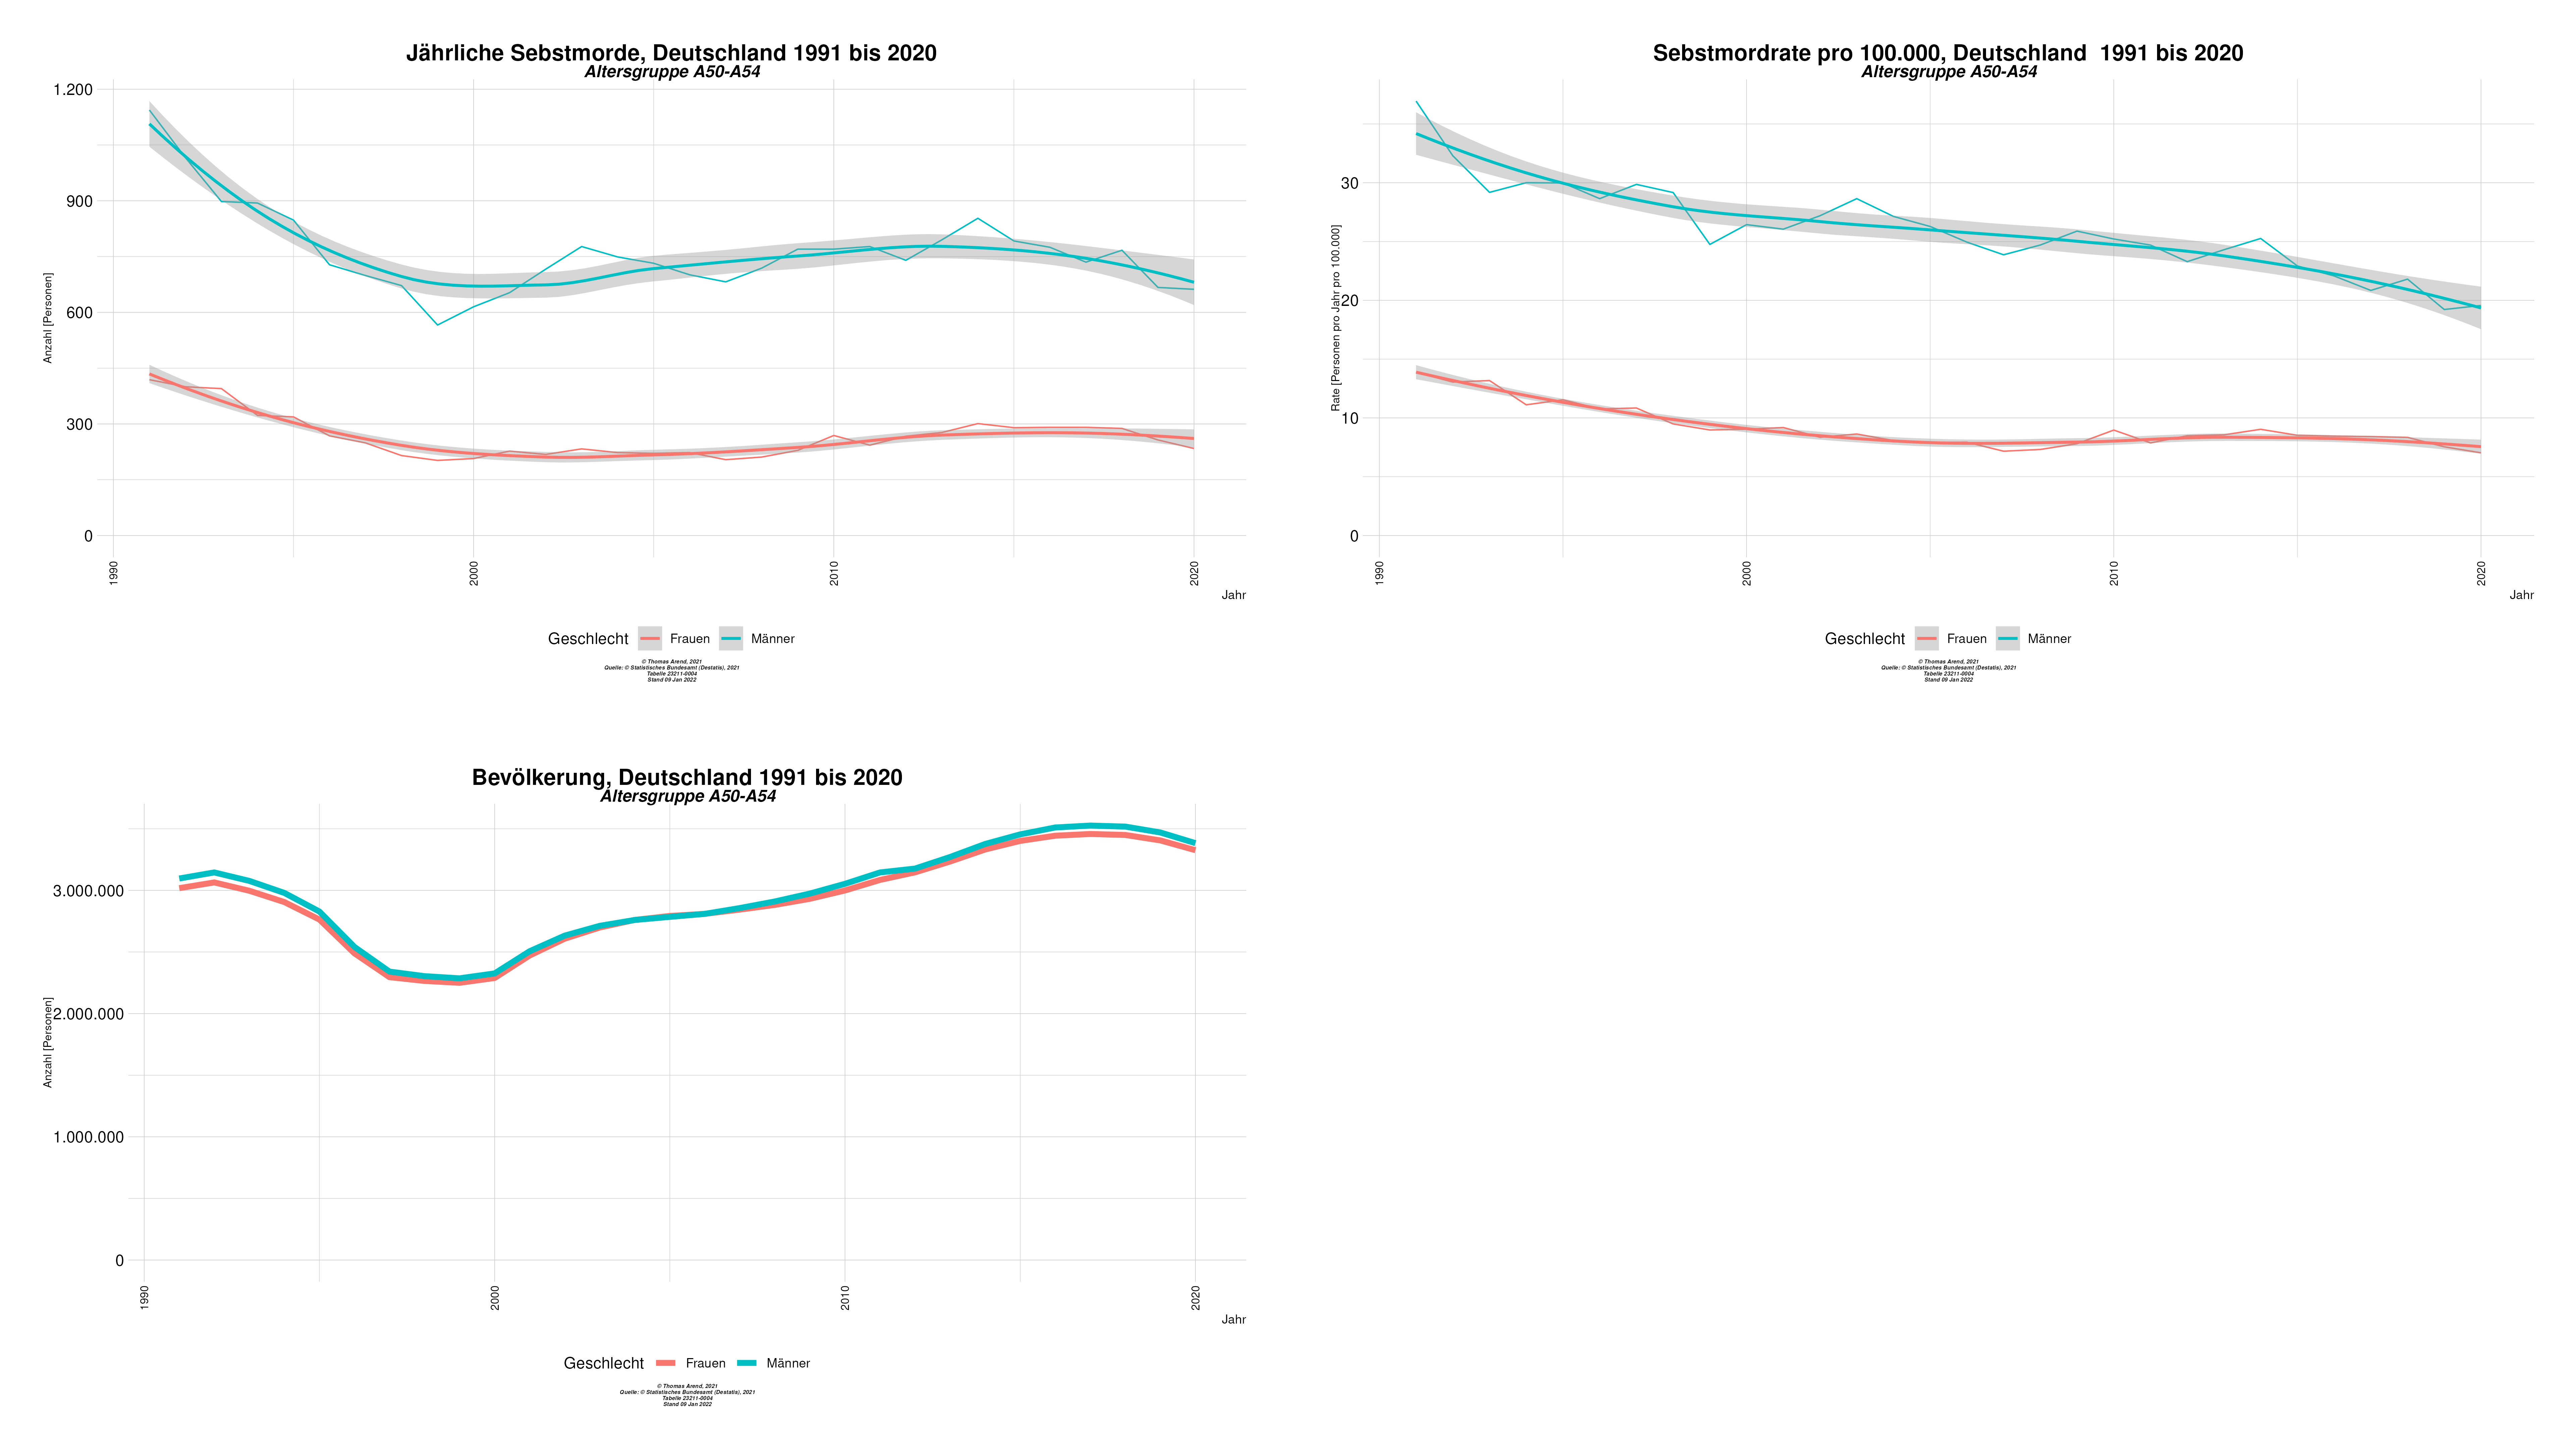 Jährliche Sebstmorde, Deutschland 1991 bis 2020
Altersgruppe A50-A54
1.200
900
600
300
0
Anzahl [Personen]
1990
2000
2010
2020
Jahr
Geschlecht Frauen Männer
© Thomas Arend, 2021
Quelle: © Statistisches Bundesamt (Destatis), 2021
Tabelle 23211-0004
Stand 09 Jan 2022
Sebstmordrate pro 100.000, Deutschland  1991 bis 2020
Altersgruppe A50-A54
30
20
10
0
Rate [Personen pro Jahr pro 100.000]
1990
2000
2010
2020
Jahr
Geschlecht Frauen Männer
© Thomas Arend, 2021
Quelle: © Statistisches Bundesamt (Destatis), 2021
Tabelle 23211-0004
Stand 09 Jan 2022
Bevölkerung, Deutschland 1991 bis 2020
Altersgruppe A50-A54
3.000.000
2.000.000
1.000.000
0
Anzahl [Personen]
1990
2000
2010
2020
Jahr
Geschlecht Frauen Männer
© Thomas Arend, 2021
Quelle: © Statistisches Bundesamt (Destatis), 2021
Tabelle 23211-0004
Stand 09 Jan 2022